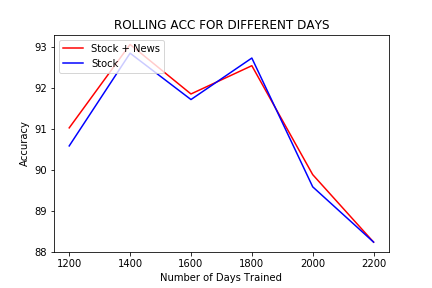 ROLLING ACC FOR DIFFERENT DAYS
Stock + News
Stock
93
92
91
90
89
88
Accuracy
1200 1400 1600 1800 2000 2200
Number of Days Trained